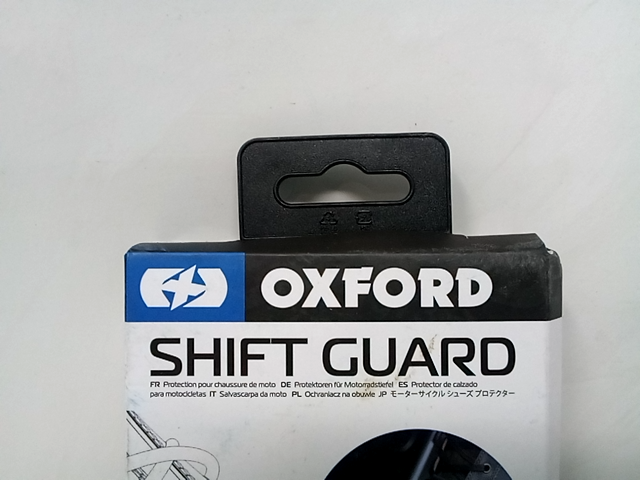 OXFORD
SHIFT GUARD
FR Protection pour chaussure de moto DE Protektoren für Motorradstiefel ES Protector de calzado
para motocicletas IT Salvascarpa da moto PL Ochraniacz na obuwie JP モーターサイクル シューズ プロテクター